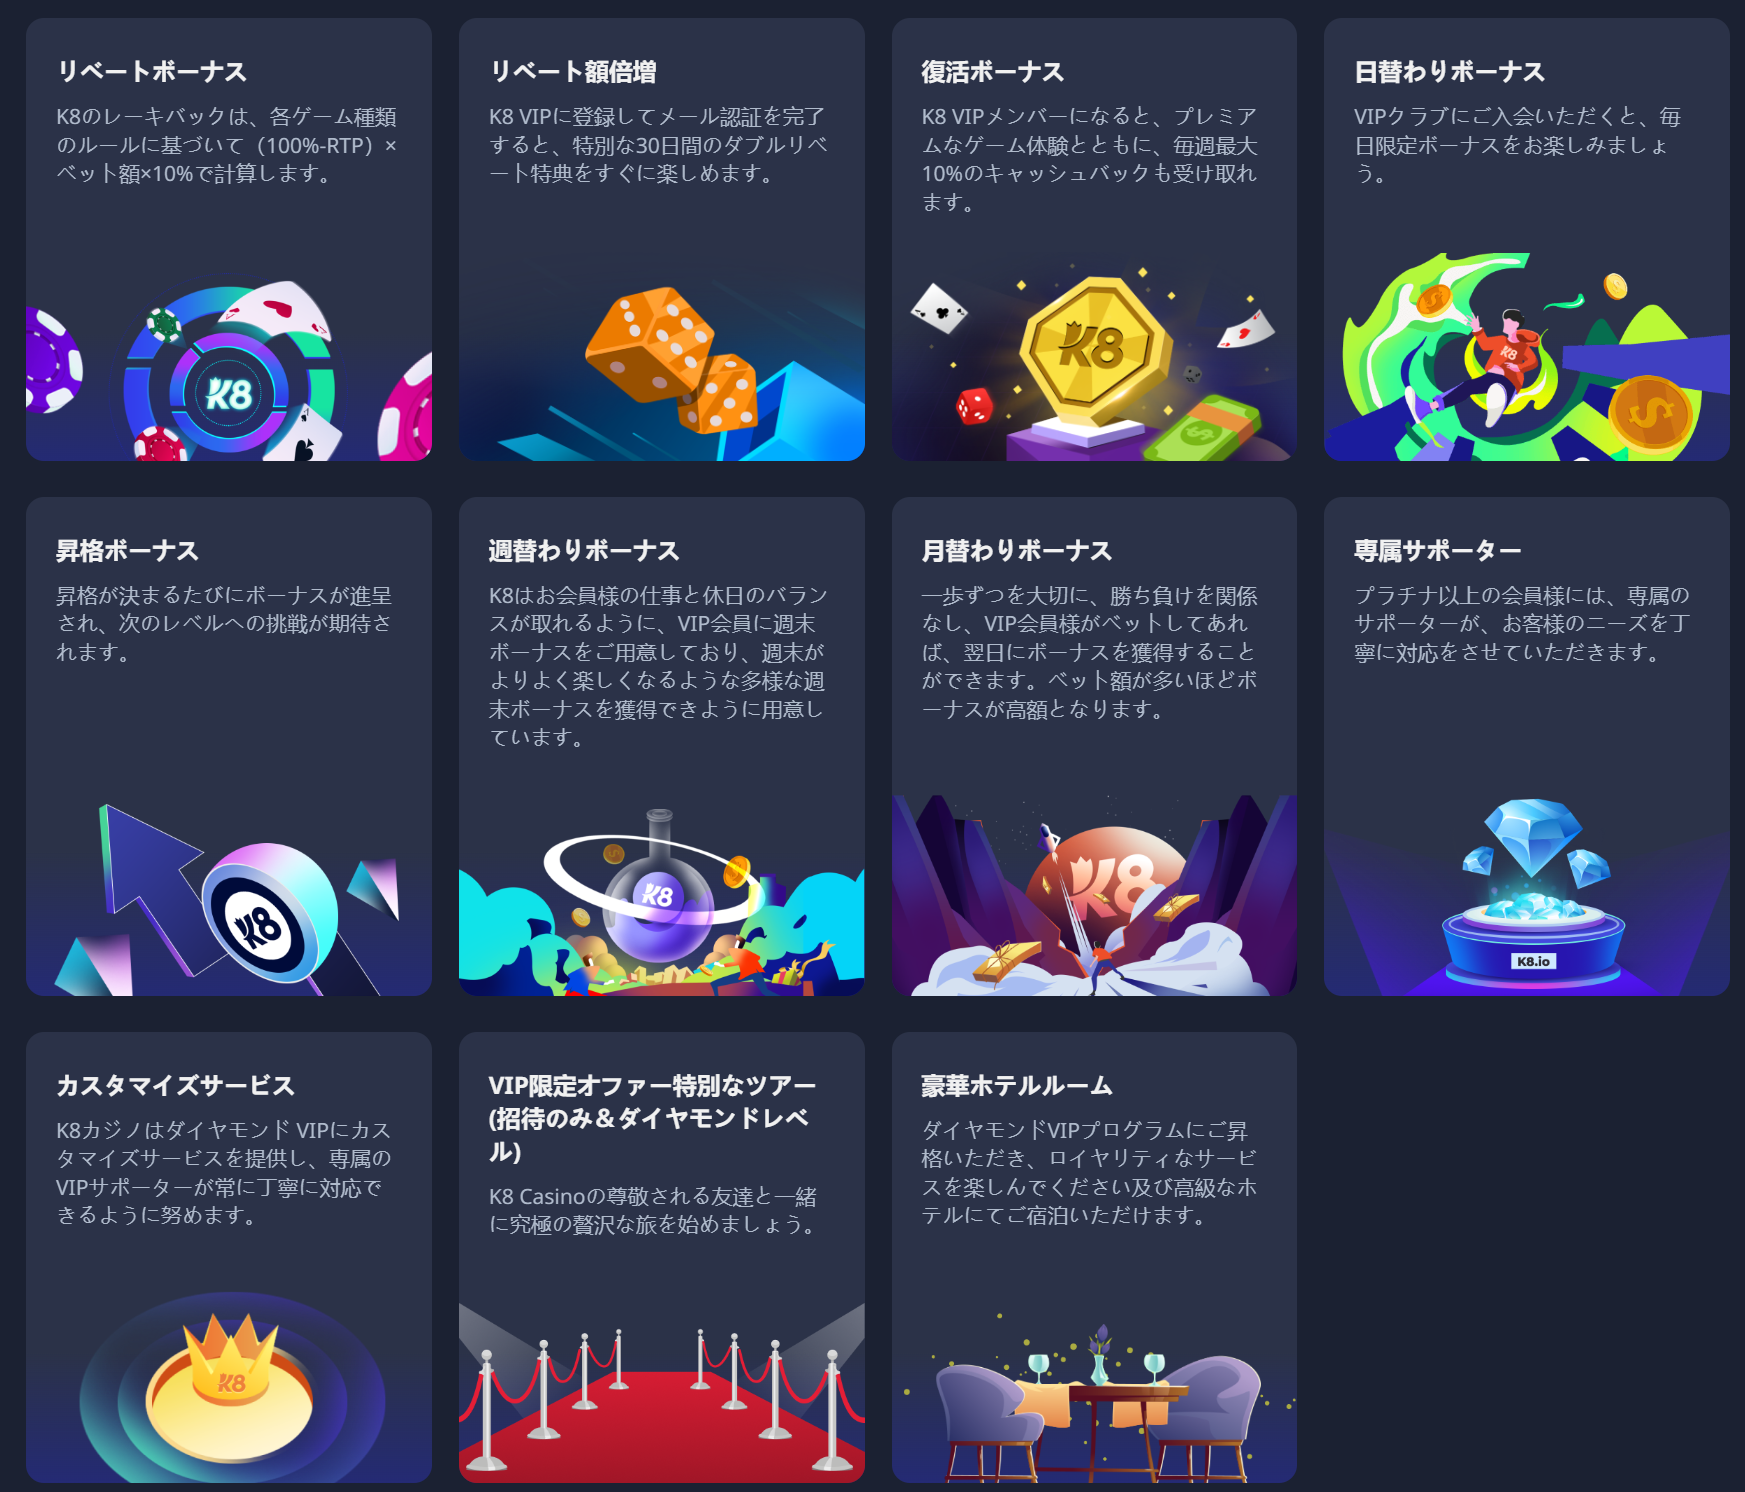 リベートボーナス
K8のレーキバックは、各ゲーム種類
のルールに基づいて（100%-RTP）×
ベット額×10%で計算します。
K8
リベート額倍増
K8 VIPに登録してメール認証を完了
すると、特別な30日間のダブルリベ
ート特典をすぐに楽しめます。
復活ボーナス
K8 VIPメンバーになると、プレミア
ムなゲーム体験とともに、毎週最大
10%のキャッシュバックも受け取れ
ます。
K8
日替わりボーナス
VIPクラブにご入会いただくと、毎
日限定ボーナスをお楽しみましょ
う。
K8
昇格ボーナス
昇格が決まるたびにボーナスが進呈
され、次のレベルへの挑戦が期待さ
れます。
K8
週替わりボーナス
K8はお会員様の仕事と休日のバラン
スが取れるように、VIP会員に週末
ボーナスをご用意しており、週末が
よりよく楽しくなるような多様な週
末ボーナスを獲得できように用意し
ています。
K8
月替わりボーナス
一歩ずつを大切に、勝ち負けを関係
なし、VIP会員様がベットしてあれ
ば、翌日にボーナスを獲得すること
ができます。ベット額が多いほどボ
ーナスが高額となります。
K8
専属サポーター
プラチナ以上の会員様には、専属の
サポーターが、お客様のニーズを丁
寧に対応をさせていただきます。
K8.io
カスタマイズサービス
K8カジノはダイヤモンド VIPにカス
タマイズサービスを提供し、専属の
VIPサポーターが常に丁寧に対応で
きるように努めます。
K8
VIP限定オファー特別なツアー
(招待のみ＆ダイヤモンドレベ
ル)
K8 Casinoの尊敬される友達と一緒
に究極の贅沢な旅を始めましょう。
豪華ホテルルーム
ダイヤモンドVIPプログラムにご昇
格いただき、ロイヤリティなサービ
スを楽しんでください及び高級なホ
テルにてご宿泊いただけます。